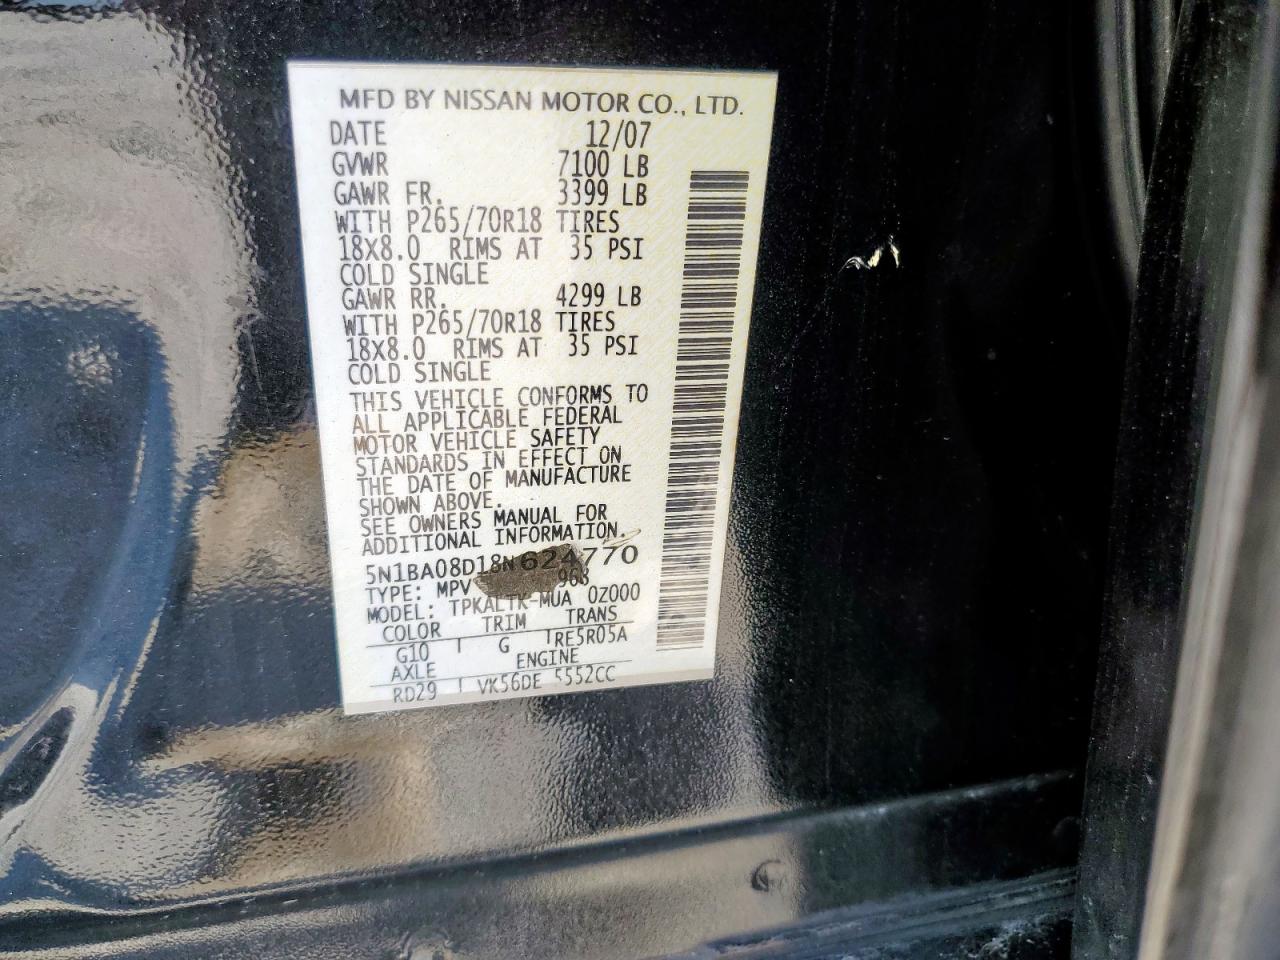 MFD BY NISSAN MOTOR CO., LTD.
DATE 12/07
GVWR 7100 LB
GAWR FR. 3399 LB
WITH P265/70R18 TIRES
18X8.0 RIMS AT 35 PSI
COLD SINGLE
GAWR RR. 4299 LB
WITH P265/70R18 TIRES
18X8.0 RIMS AT 35 PSI
COLD SINGLE
THIS VEHICLE CONFORMS TO
ALL APPLICABLE FEDERAL
MOTOR VEHICLE SAFETY
STANDARDS IN EFFECT ON
THE DATE OF MANUFACTURE
SHOWN ABOVE.
SEE OWNERS MANUAL FOR
ADDITIONAL INFORMATION.
5N1BA08D18N624770
TYPE: MPV 968
MODEL: TPKALTK-MUA 0Z000
COLOR TRIM TRANS
G10 G RE5R05A
AXLE ENGINE
RD29 VK56DE 5552CC